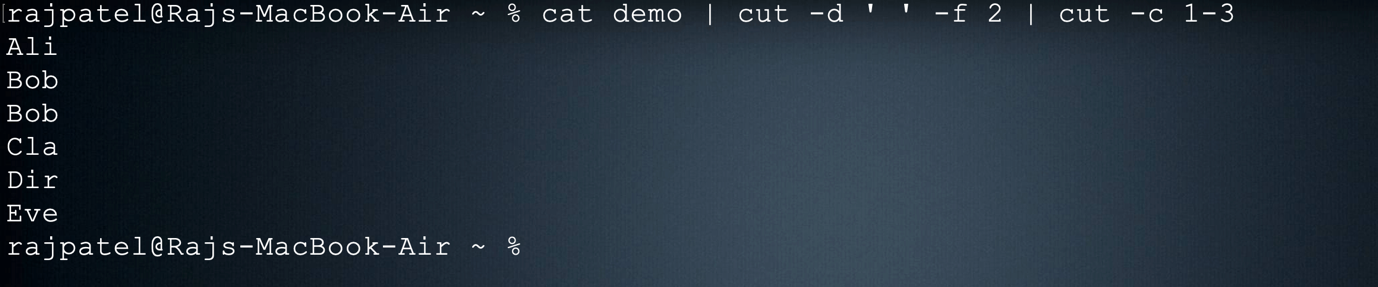 [rajpatel@Rajs-MacBook-Air ~ % cat demo | cut -d ' ' -f 2 | cut -c 1-3
Ali
Bob
Bob
Cla
Dir
Eve
rajpatel@Rajs-MacBook-Air ~ %